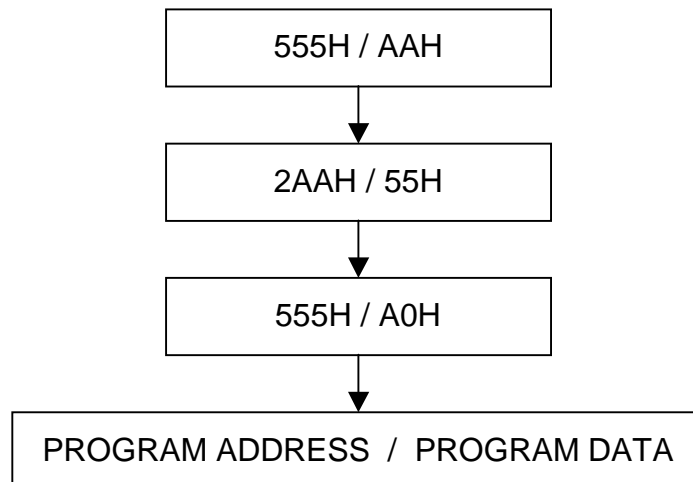 555H / AAH
2AAH / 55H
555H / A0H
PROGRAM ADDRESS / PROGRAM DATA